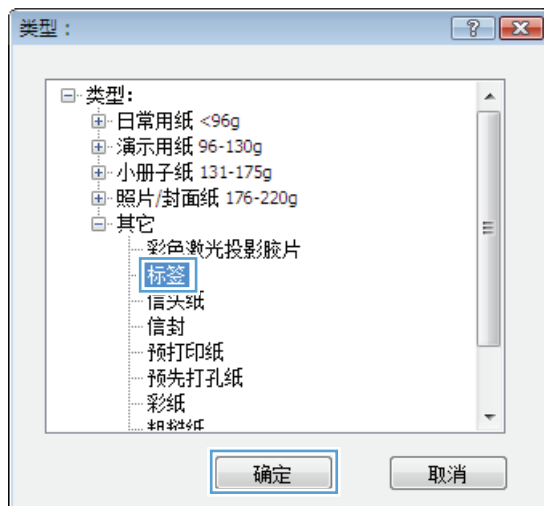 类型：
类型:
日常用纸 <96g
演示用纸 96-130g
小册子纸 131-175g
照片/封面纸 176-220g
其它
彩色激光投影胶片
标签
信头纸
信封
预打印纸
预先打孔纸
彩纸
粗糙纸
确定 取消